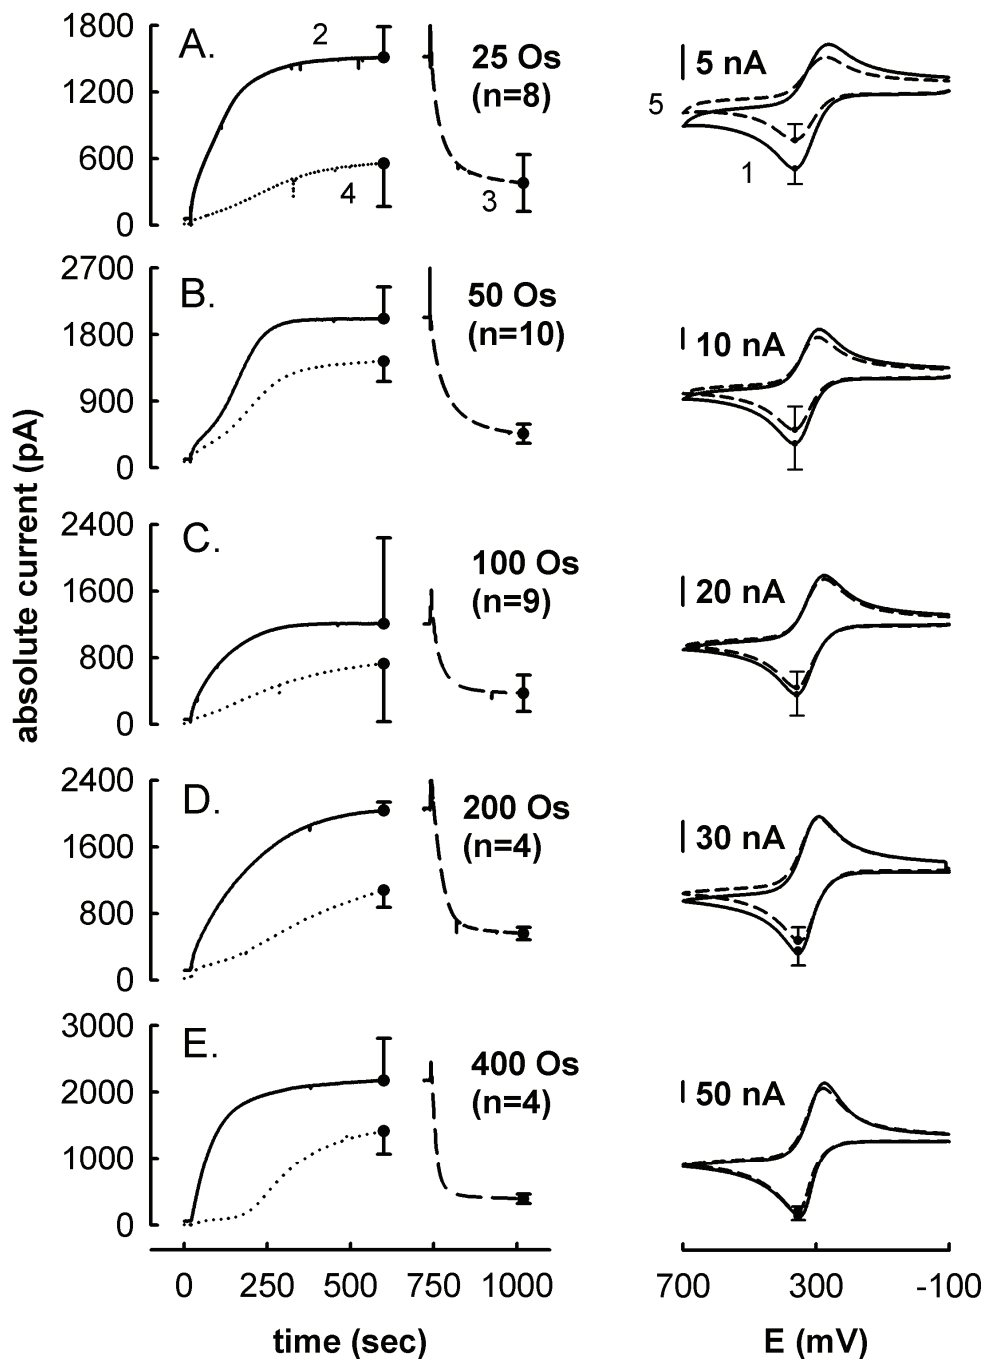 absolute current (pA)
A.
1800
1200
600
0
2
4
3
25 Os
(n=8)
5 nA
5
1
B.
2700
1800
900
0
50 Os
(n=10)
10 nA
C.
2400
1600
800
0
100 Os
(n=9)
20 nA
D.
2400
1600
800
0
200 Os
(n=4)
30 nA
E.
3000
2000
1000
0
400 Os
(n=4)
50 nA
0 250 500 750 1000
time (sec)
700 300 -100
E (mV)